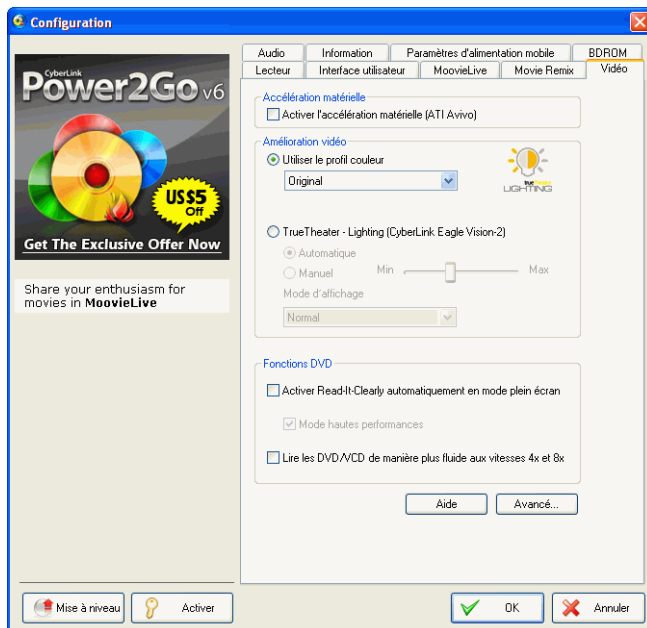 Configuration
CyberLink
Power2Go v6
US $5
Off
Get The Exclusive Offer Now
Share your enthusiasm for
movies in MoovieLive
Audio
Information
Paramètres d'alimentation mobile
BDROM
Lecteur
Interface utilisateur
MoovieLive
Movie Remix
Vidéo
Accélération matérielle
Activer l'accélération matérielle (ATI Avivo)
Amélioration vidéo
Utiliser le profil couleur
Original
TrueTheater
LIGHTING
TrueTheater - Lighting (CyberLink Eagle Vision-2)
Automatique
Manuel
Min
Max
Mode d'affichage
Normal
Fonctions DVD
Activer Read-It-Clearly automatiquement en mode plein écran
Mode hautes performances
Lire les DVD/VCD de manière plus fluide aux vitesses 4x et 8x
Aide
Avancé...
Mise à niveau
Activer
OK
Annuler